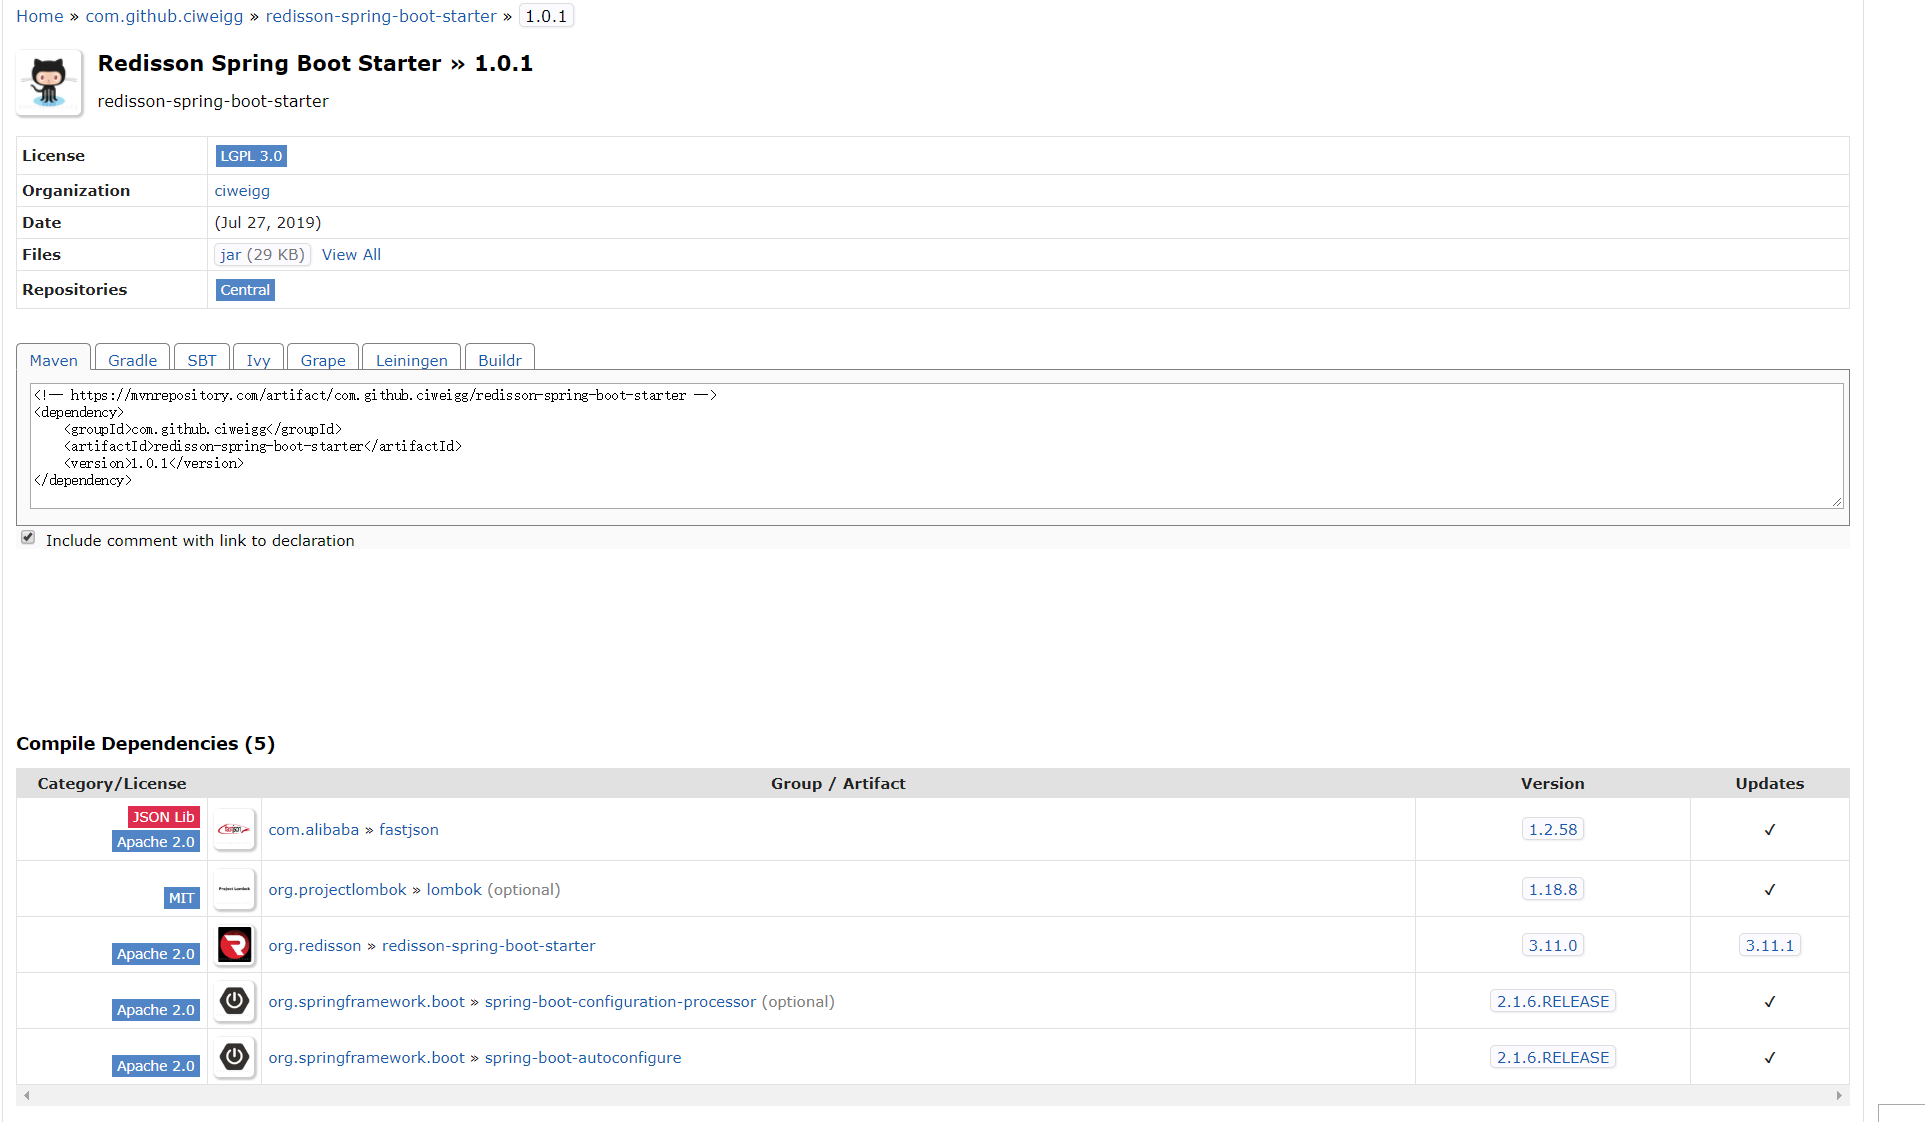 Home » com.github.ciweigg » redisson-spring-boot-starter » 1.0.1
Redisson Spring Boot Starter » 1.0.1
redisson-spring-boot-starter
License LGPL 3.0
Organization ciweigg
Date (Jul 27, 2019)
Files jar (29 KB) View All
Repositories Central
Maven Gradle SBT Ivy Grape Leiningen Buildr
<!-- https://mvnrepository.com/artifact/com.github.ciweigg/redisson-spring-boot-starter -->
<dependency>
    <groupId>com.github.ciweigg</groupId>
    <artifactId>redisson-spring-boot-starter</artifactId>
    <version>1.0.1</version>
</dependency>
Include comment with link to declaration
Compile Dependencies (5)
Category/License Group / Artifact Version Updates
JSON Lib
Apache 2.0 fastjson com.alibaba » fastjson 1.2.58 ✓
MIT Project Lombok org.projectlombok » lombok (optional) 1.18.8 ✓
Apache 2.0 org.redisson » redisson-spring-boot-starter 3.11.0 3.11.1
Apache 2.0 org.springframework.boot » spring-boot-configuration-processor (optional) 2.1.6.RELEASE ✓
Apache 2.0 org.springframework.boot » spring-boot-autoconfigure 2.1.6.RELEASE ✓